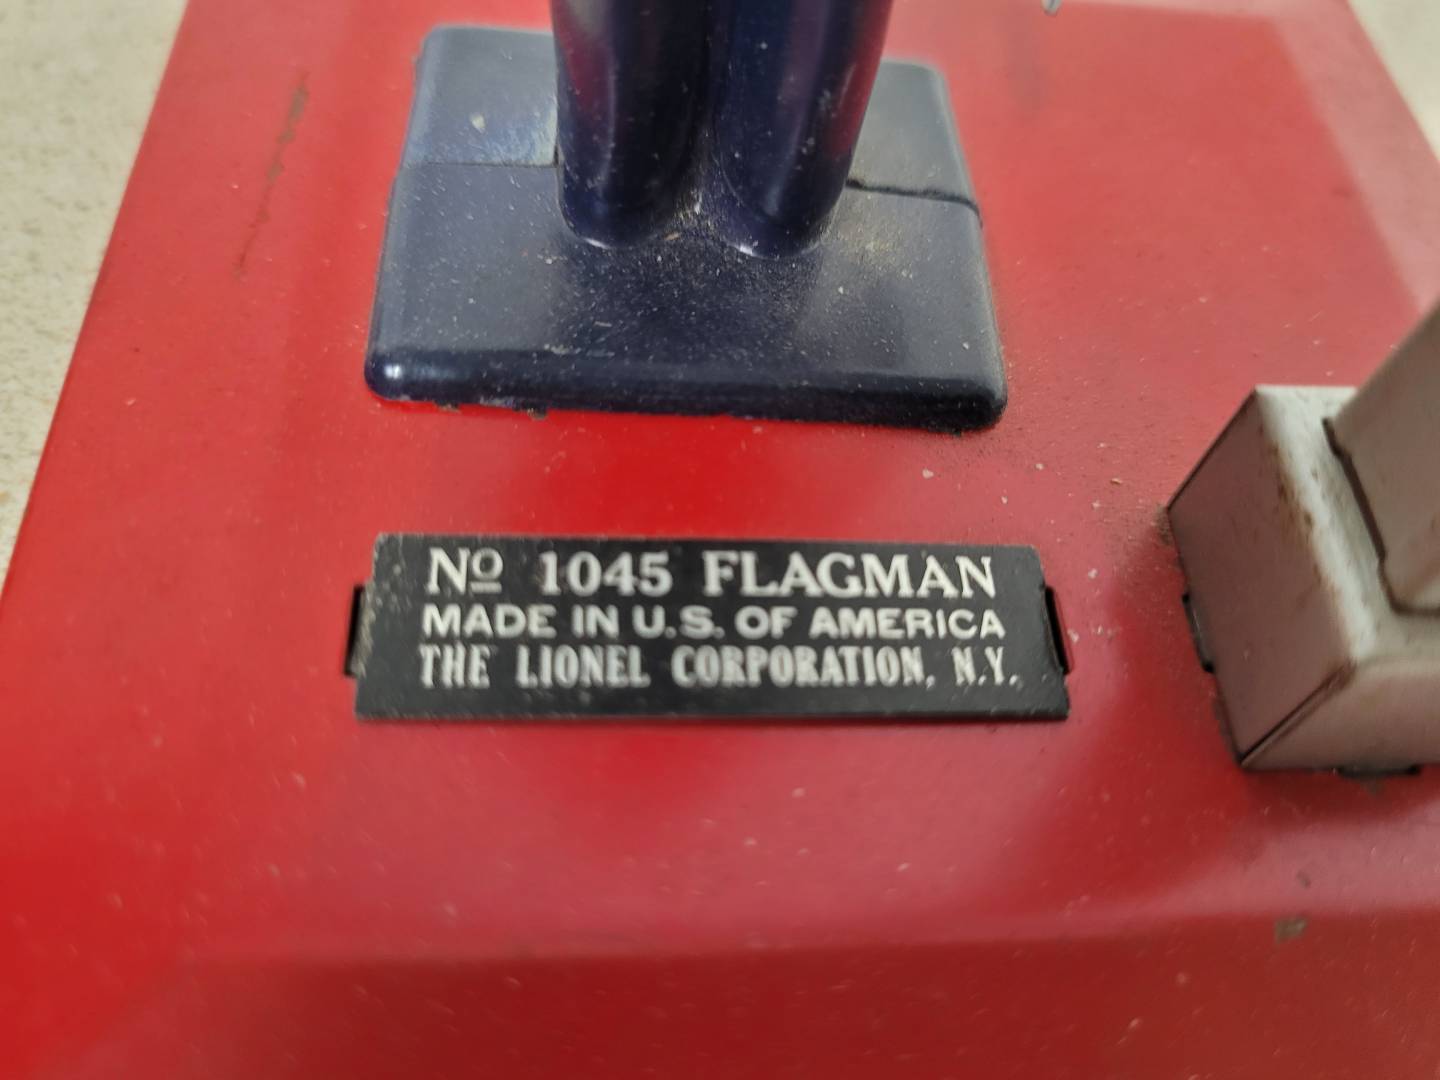 No 1045 FLAGMAN
MADE IN U.S. OF AMERICA
THE LIONEL CORPORATION, N.Y.